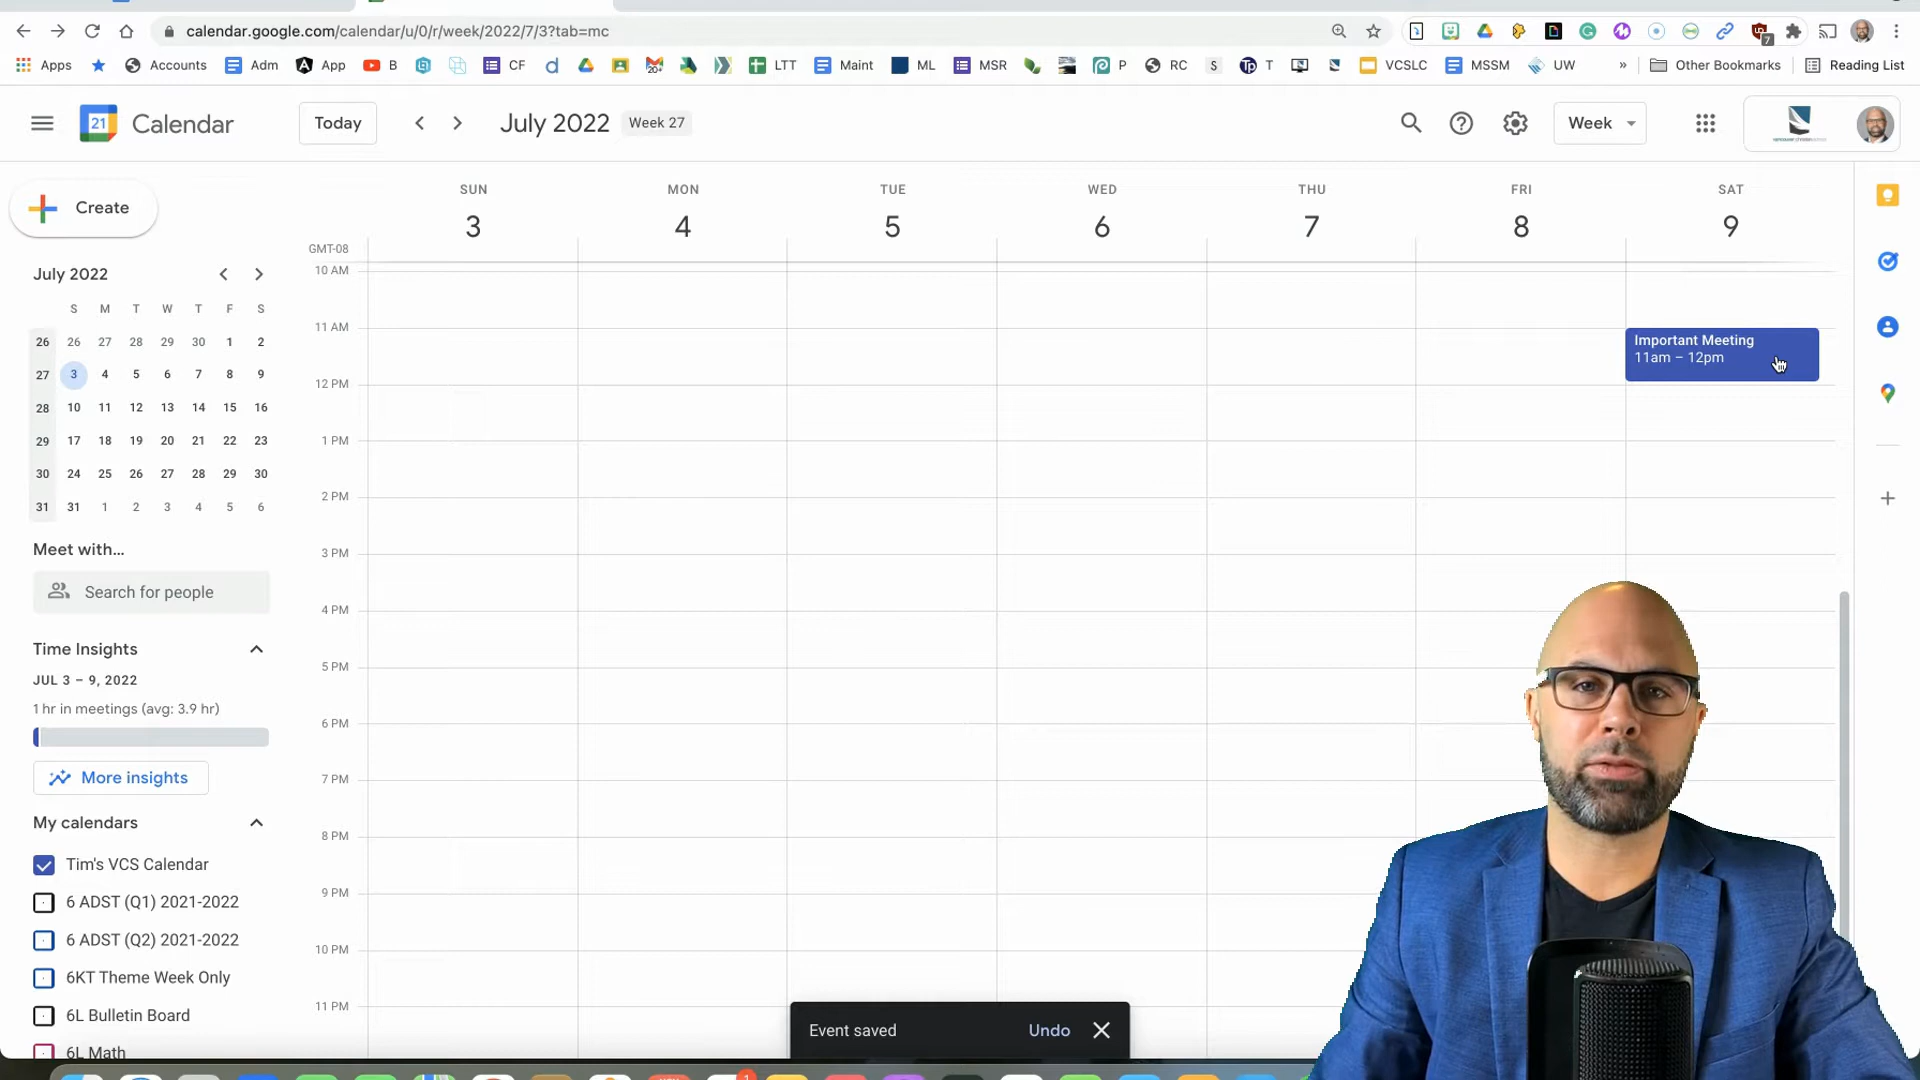 calendar.google.com/calendar/u/0/r/week/2022/7/3?tab=mc
7
Apps Accounts Adm App B CF d LTT Maint ML MSR P RC S T VCSLC MSSM UW » Other Bookmarks Reading List
21 Calendar Today July 2022 Week 27 Week
Create
SUN MON TUE WED THU FRI SAT
3 4 5 6 7 8 9
GMT-08
10 AM
11 AM
12 PM
1 PM
2 PM
3 PM
4 PM
5 PM
6 PM
7 PM
8 PM
9 PM
10 PM
11 PM
Important Meeting
11am – 12pm
July 2022
S M T W T F S
26 26 27 28 29 30 1 2
27 3 4 5 6 7 8 9
28 10 11 12 13 14 15 16
29 17 18 19 20 21 22 23
30 24 25 26 27 28 29 30
31 31 1 2 3 4 5 6
Meet with...
Search for people
Time Insights
JUL 3 – 9, 2022
1 hr in meetings (avg: 3.9 hr)
More insights
My calendars
Tim's VCS Calendar
6 ADST (Q1) 2021-2022
6 ADST (Q2) 2021-2022
6KT Theme Week Only
6L Bulletin Board
6L Math
Event saved Undo
1